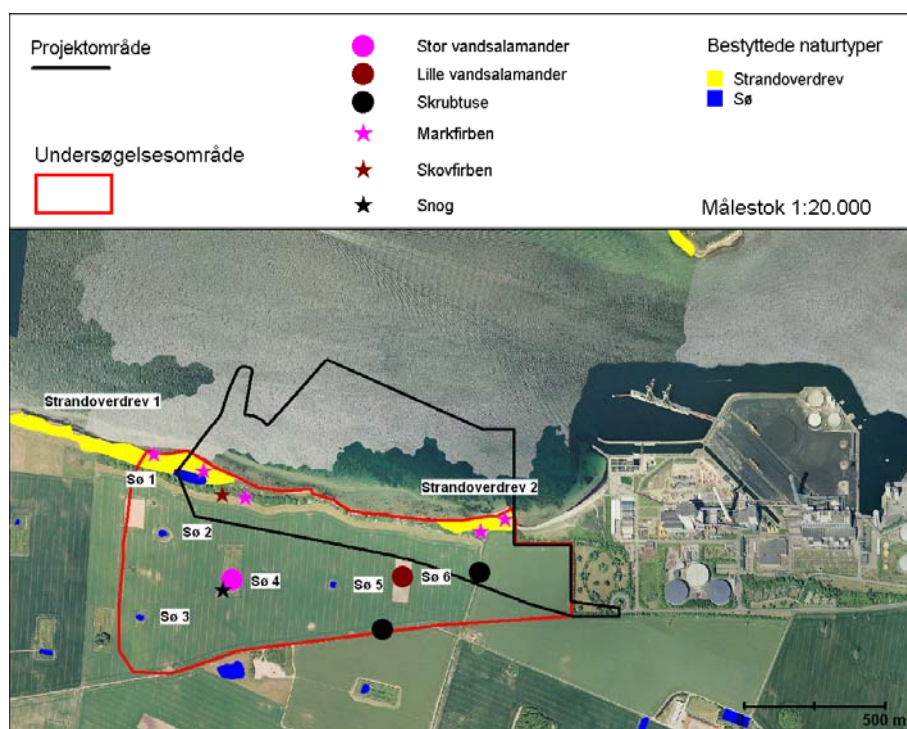 Projektområde
Undersøgelsesområde
Stor vandsalamander
Lille vandsalamander
Skrubtuse
Markfirben
Skovfirben
Snog
Bestyttede naturtyper
Strandoverdrev
Sø
Målestok 1:20.000
Strandoverdrev 1
Strandoverdrev 2
Sø 1
Sø 2
Sø 4
Sø 5
Sø 6
Sø 3
0
500 m